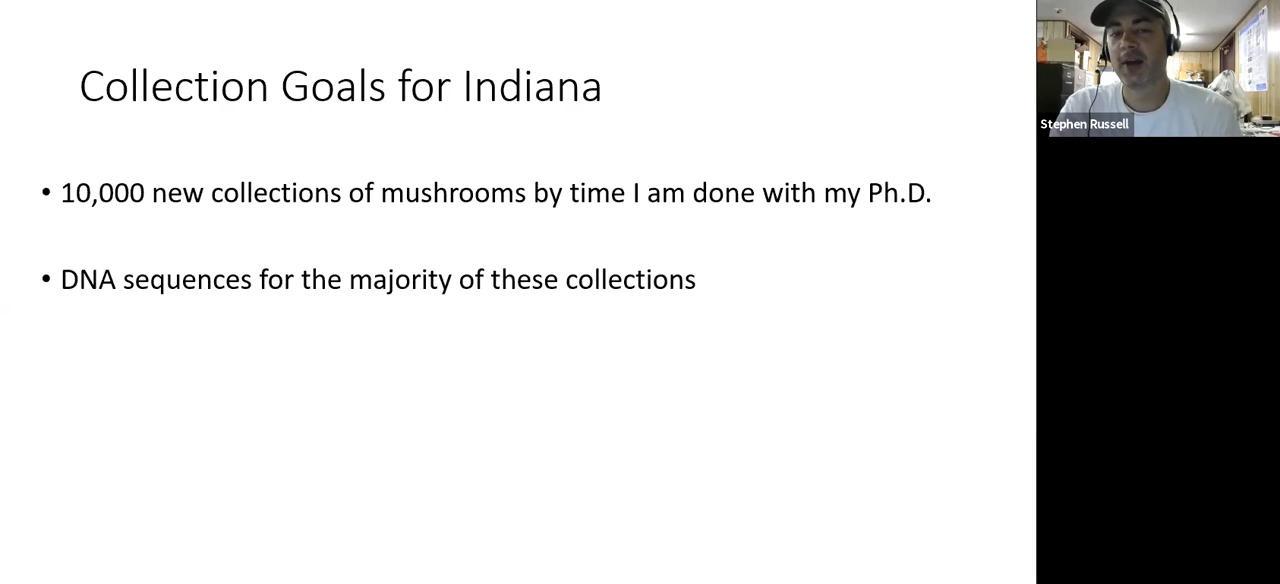 Collection Goals for Indiana
• 10,000 new collections of mushrooms by time I am done with my Ph.D.
• DNA sequences for the majority of these collections
Stephen Russell